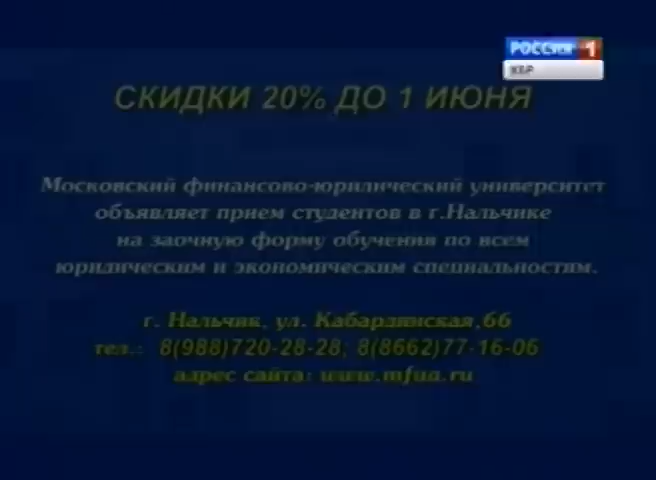 РОССИЯ 1
КБР
СКИДКИ 20% ДО 1 ИЮНЯ
Московский финансово-юрилический университет
объявляет прием студентов в г.Нальчике
на заочную форму обучения по всем
юридическим и экономическим специальностям.
г. Нальчик, ул. Кабардинская,66
тел.: 8(988)720-28-28; 8(8662)77-16-06
адрес сайта: www.mfua.ru